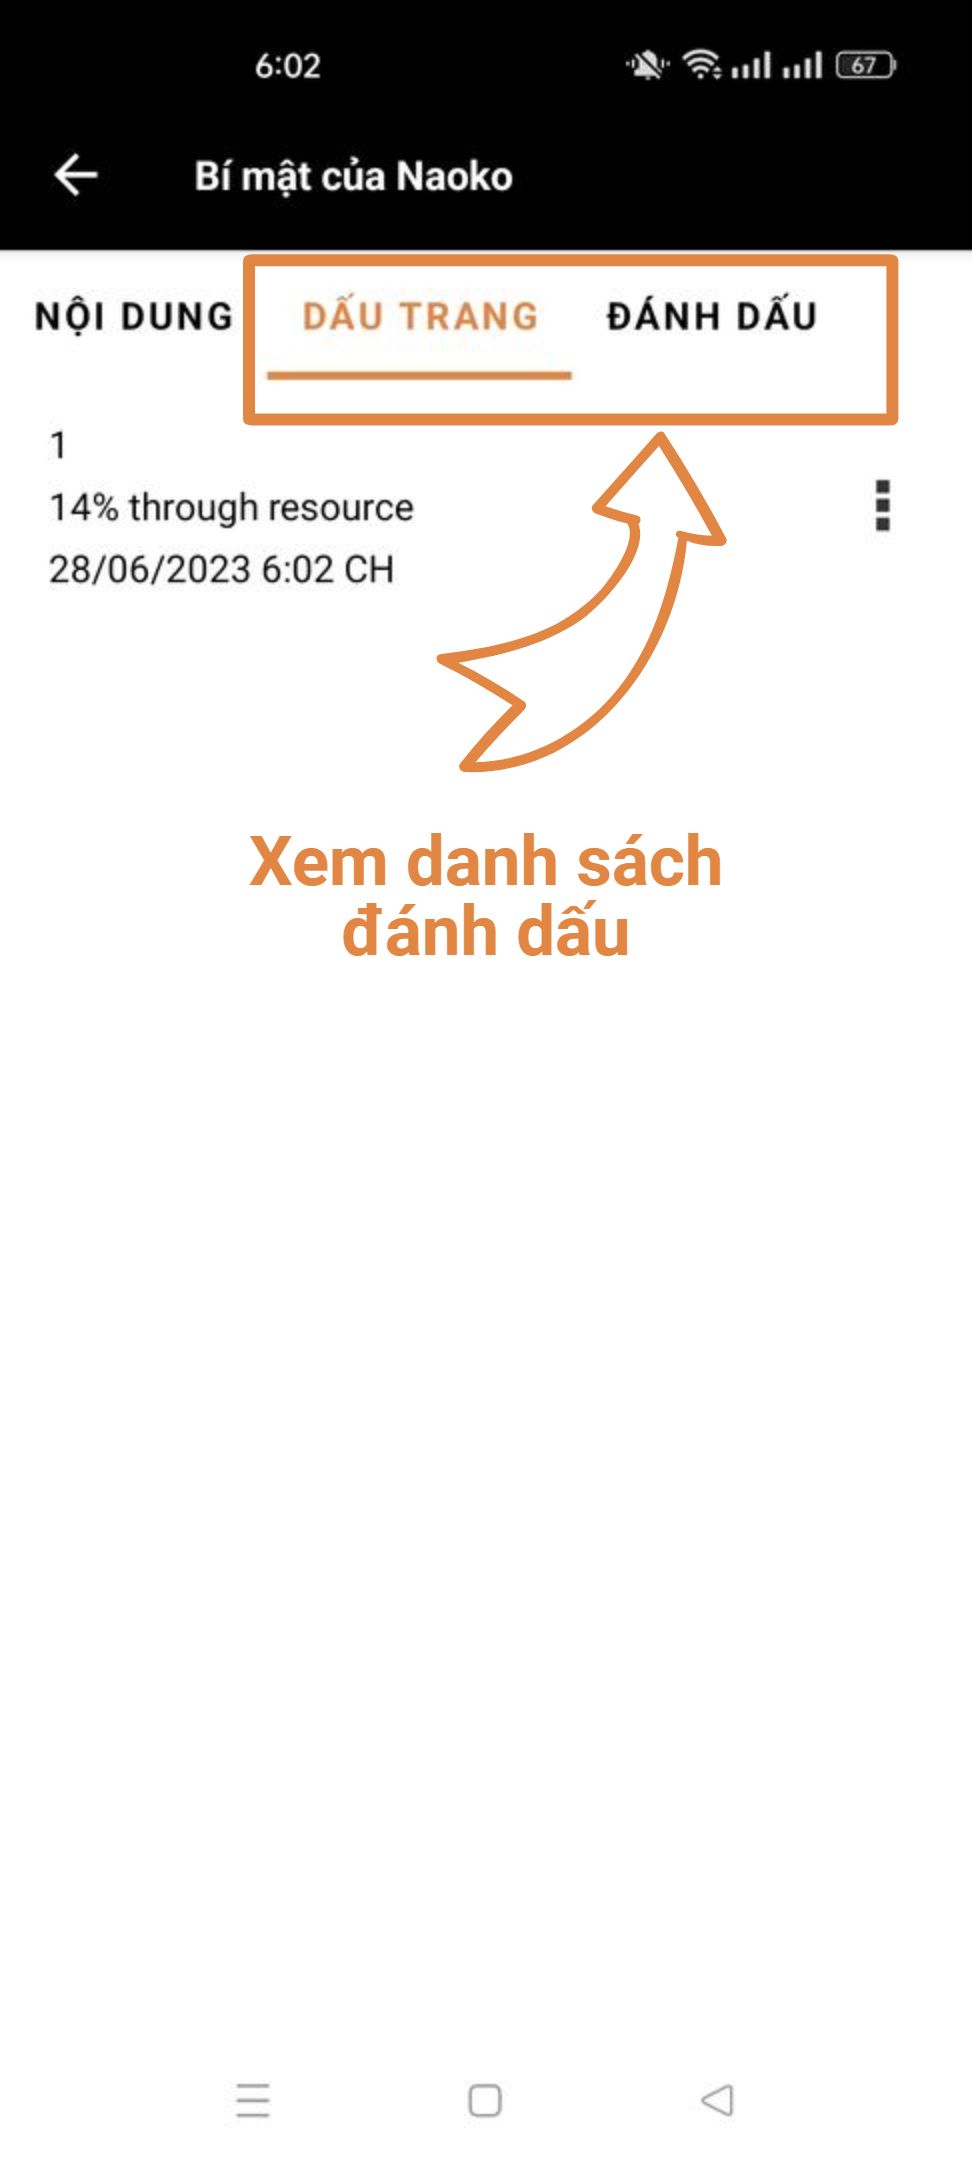 6:02
67
Bí mật của Naoko
NỘI DUNG DẤU TRANG ĐÁNH DẤU
1
14% through resource
28/06/2023 6:02 CH
Xem danh sách
đánh dấu